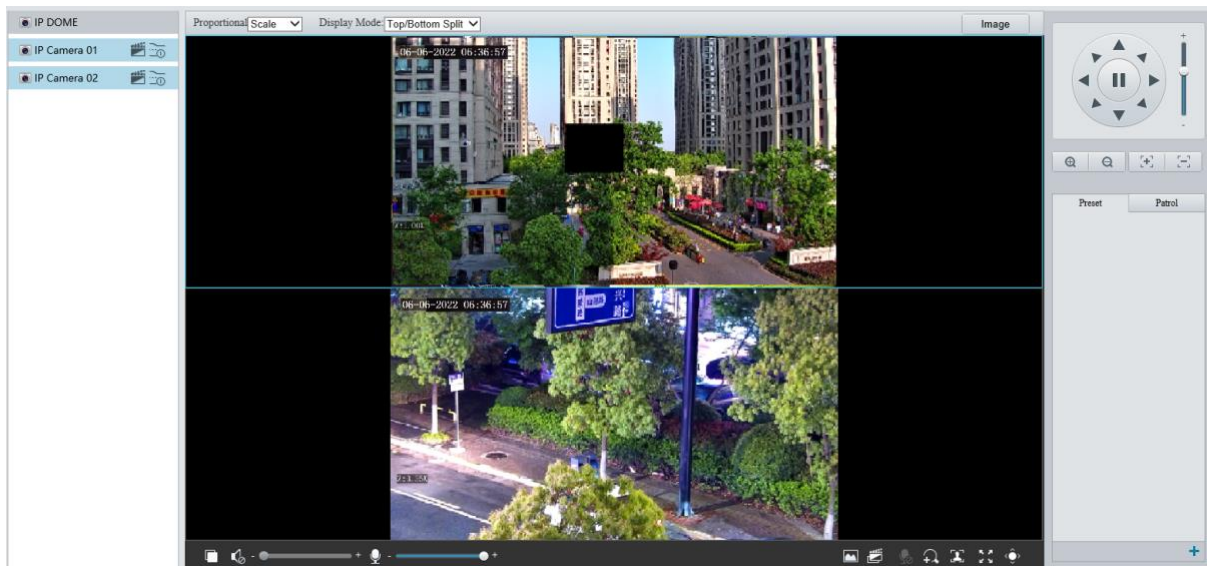 IP DOME
IP Camera 01
IP Camera 02
Proportional Scale Display Mode: Top/Bottom Split Image
06-06-2022 06:36:57
06-06-2022 06:36:57
Preset Patrol